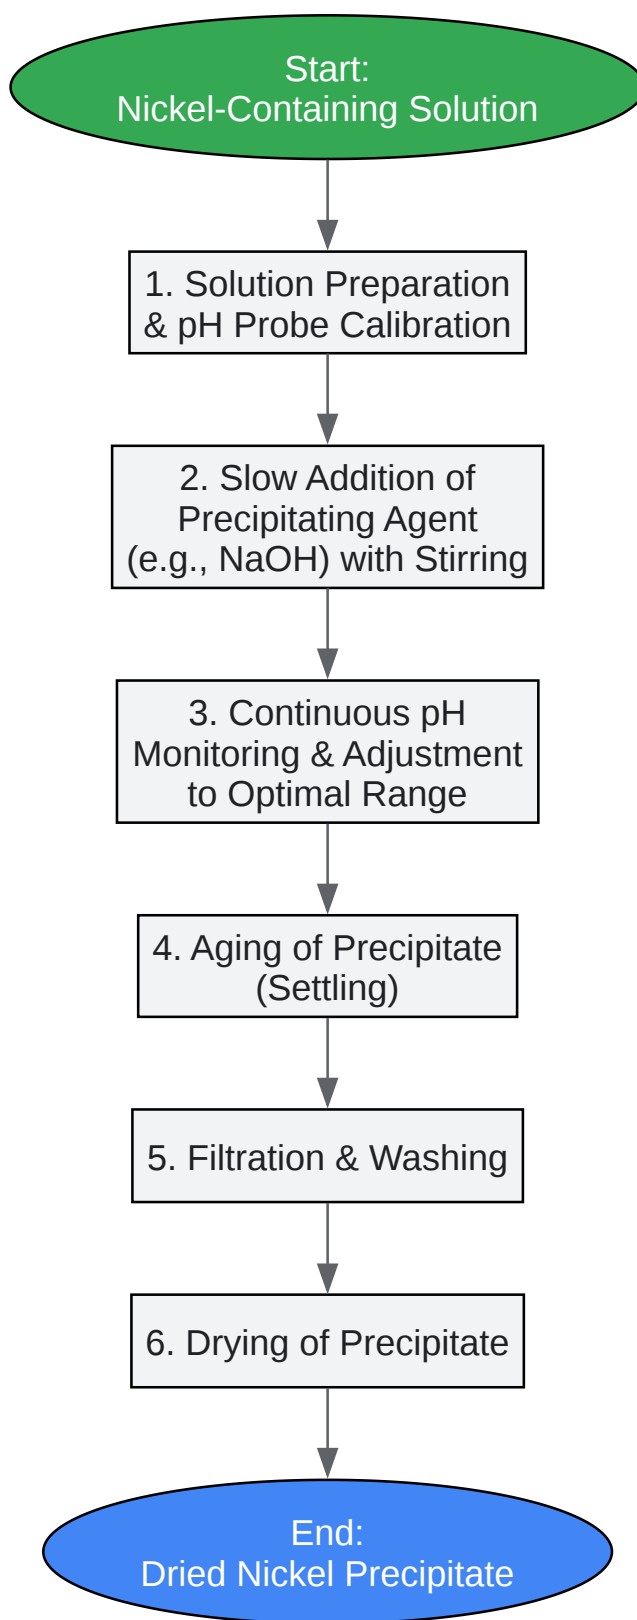 Start:
Nickel-Containing Solution
1. Solution Preparation
& pH Probe Calibration
2. Slow Addition of
Precipitating Agent
(e.g., NaOH) with Stirring
3. Continuous pH
Monitoring & Adjustment
to Optimal Range
4. Aging of Precipitate
(Settling)
5. Filtration & Washing
6. Drying of Precipitate
End:
Dried Nickel Precipitate